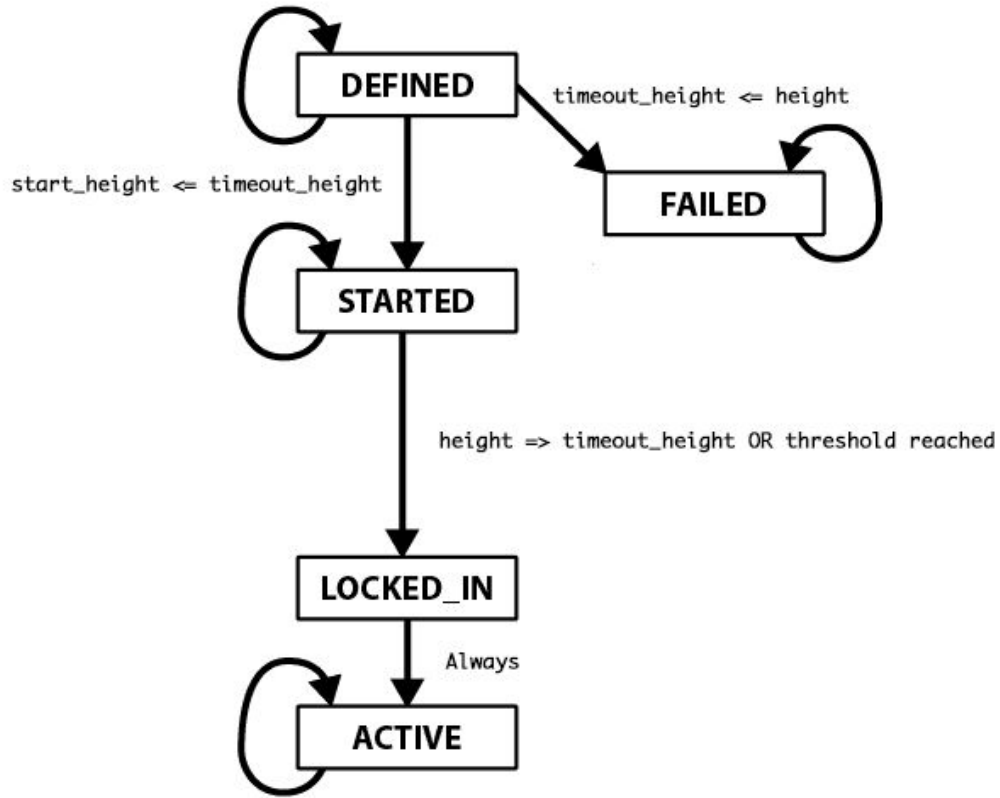 DEFINED
timeout_height <= height
start_height <= timeout_height
FAILED
STARTED
height => timeout_height OR threshold reached
LOCKED_IN
Always
ACTIVE